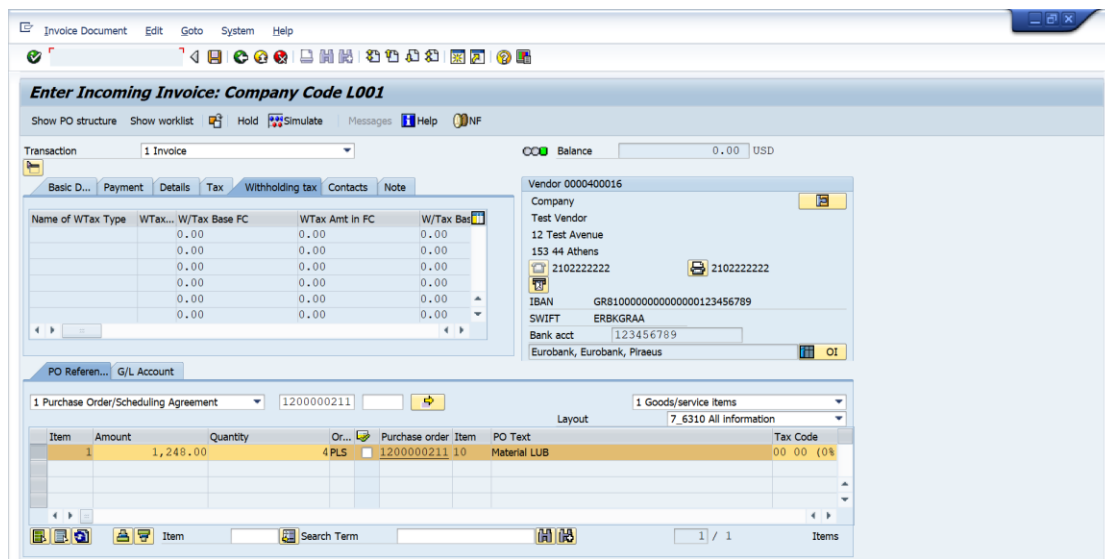 Invoice Document Edit Goto System Help
Enter Incoming Invoice: Company Code L001
Show PO structure Show worklist Hold Simulate Messages Help NF
Transaction 1 Invoice Balance 0.00 USD
Basic D... Payment Details Tax Withholding tax Contacts Note
Vendor 0000400016
Name of WTax Type WTax... W/Tax Base FC WTax Amt in FC W/Tax Bas
0.00 0.00 0.00
0.00 0.00 0.00
0.00 0.00 0.00
0.00 0.00 0.00
0.00 0.00 0.00
0.00 0.00 0.00
Company
Test Vendor
12 Test Avenue
153 44 Athens
2102222222 2102222222
IBAN GR8100000000000000123456789
SWIFT ERBKGRAA
Bank acct 123456789
Eurobank, Eurobank, Piraeus OI
PO Referen... G/L Account
1 Purchase Order/Scheduling Agreement 1200000211 1 Goods/service items
Layout 7_6310 All information
Item Amount Quantity Or... Purchase order Item PO Text Tax Code
1 1,248.00 4 PLS 1200000211 10 Material LUB 00 00 (0%
Item Search Term 1 / 1 Items